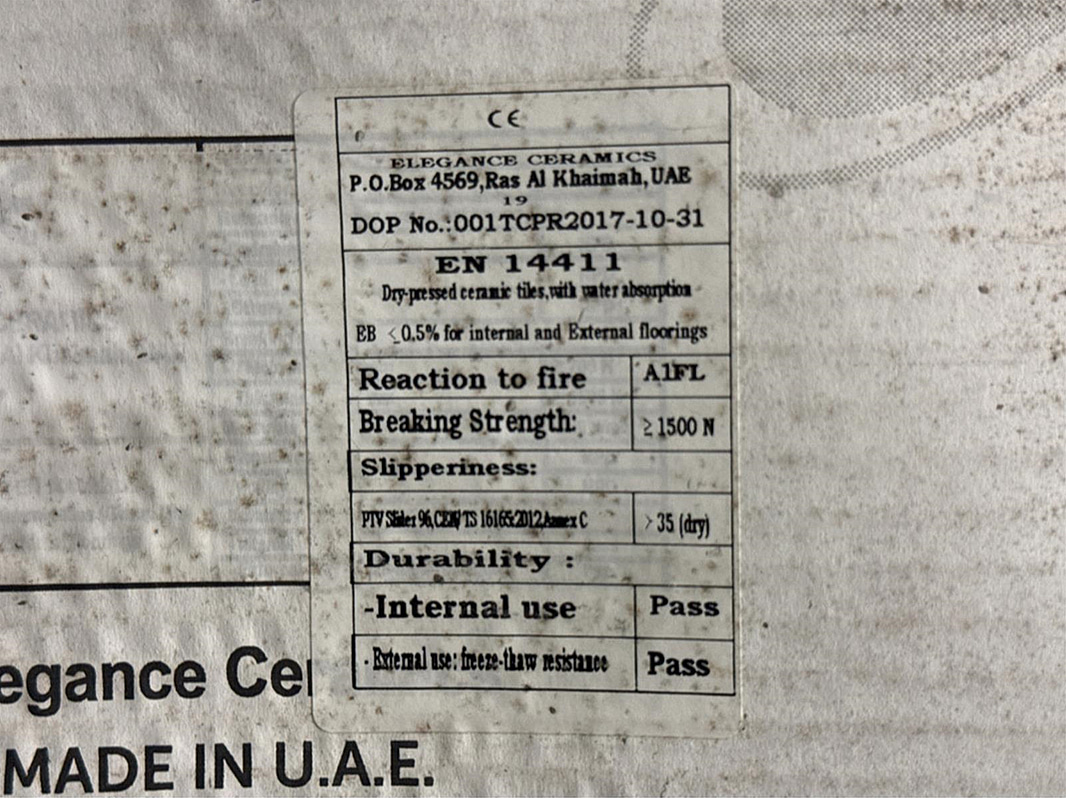 CE
ELEGANCE CERAMICS
P.O.Box 4569,Ras Al Khaimah,UAE
19
DOP No.:001TCPR2017-10-31
EN 14411
Dry-pressed ceramic tiles,with water absorption
EB ≤0.5% for internal and External floorings
Reaction to fire A1FL
Breaking Strength: ≥1500 N
Slipperiness:
PTV Slider 96,CEN/TS 16165:2012,Annex C >35 (dry)
Durability :
-Internal use Pass
- External use: freeze-thaw resistance Pass
egance Cer
MADE IN U.A.E.